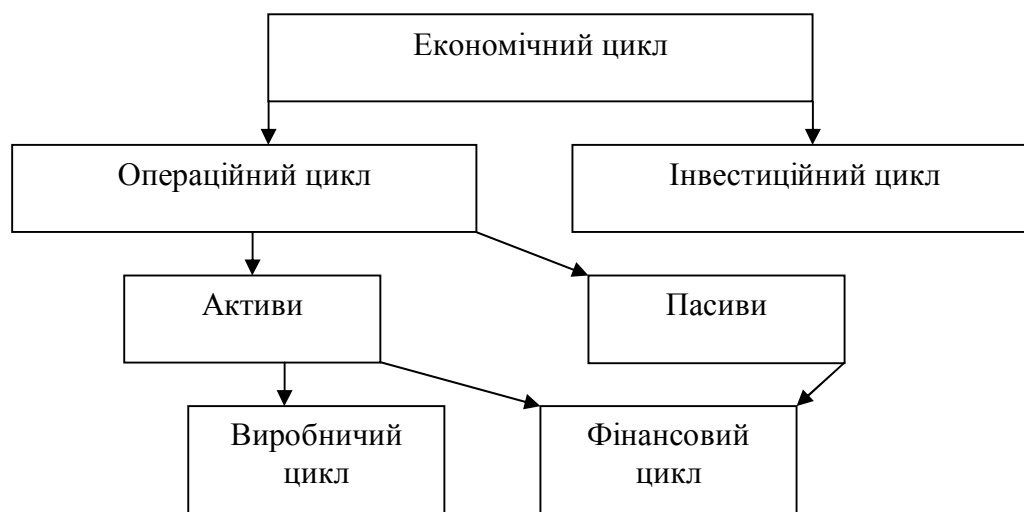 Економічний цикл
Операційний цикл
Інвестиційний цикл
Активи
Пасиви
Виробничий
цикл
Фінансовий
цикл